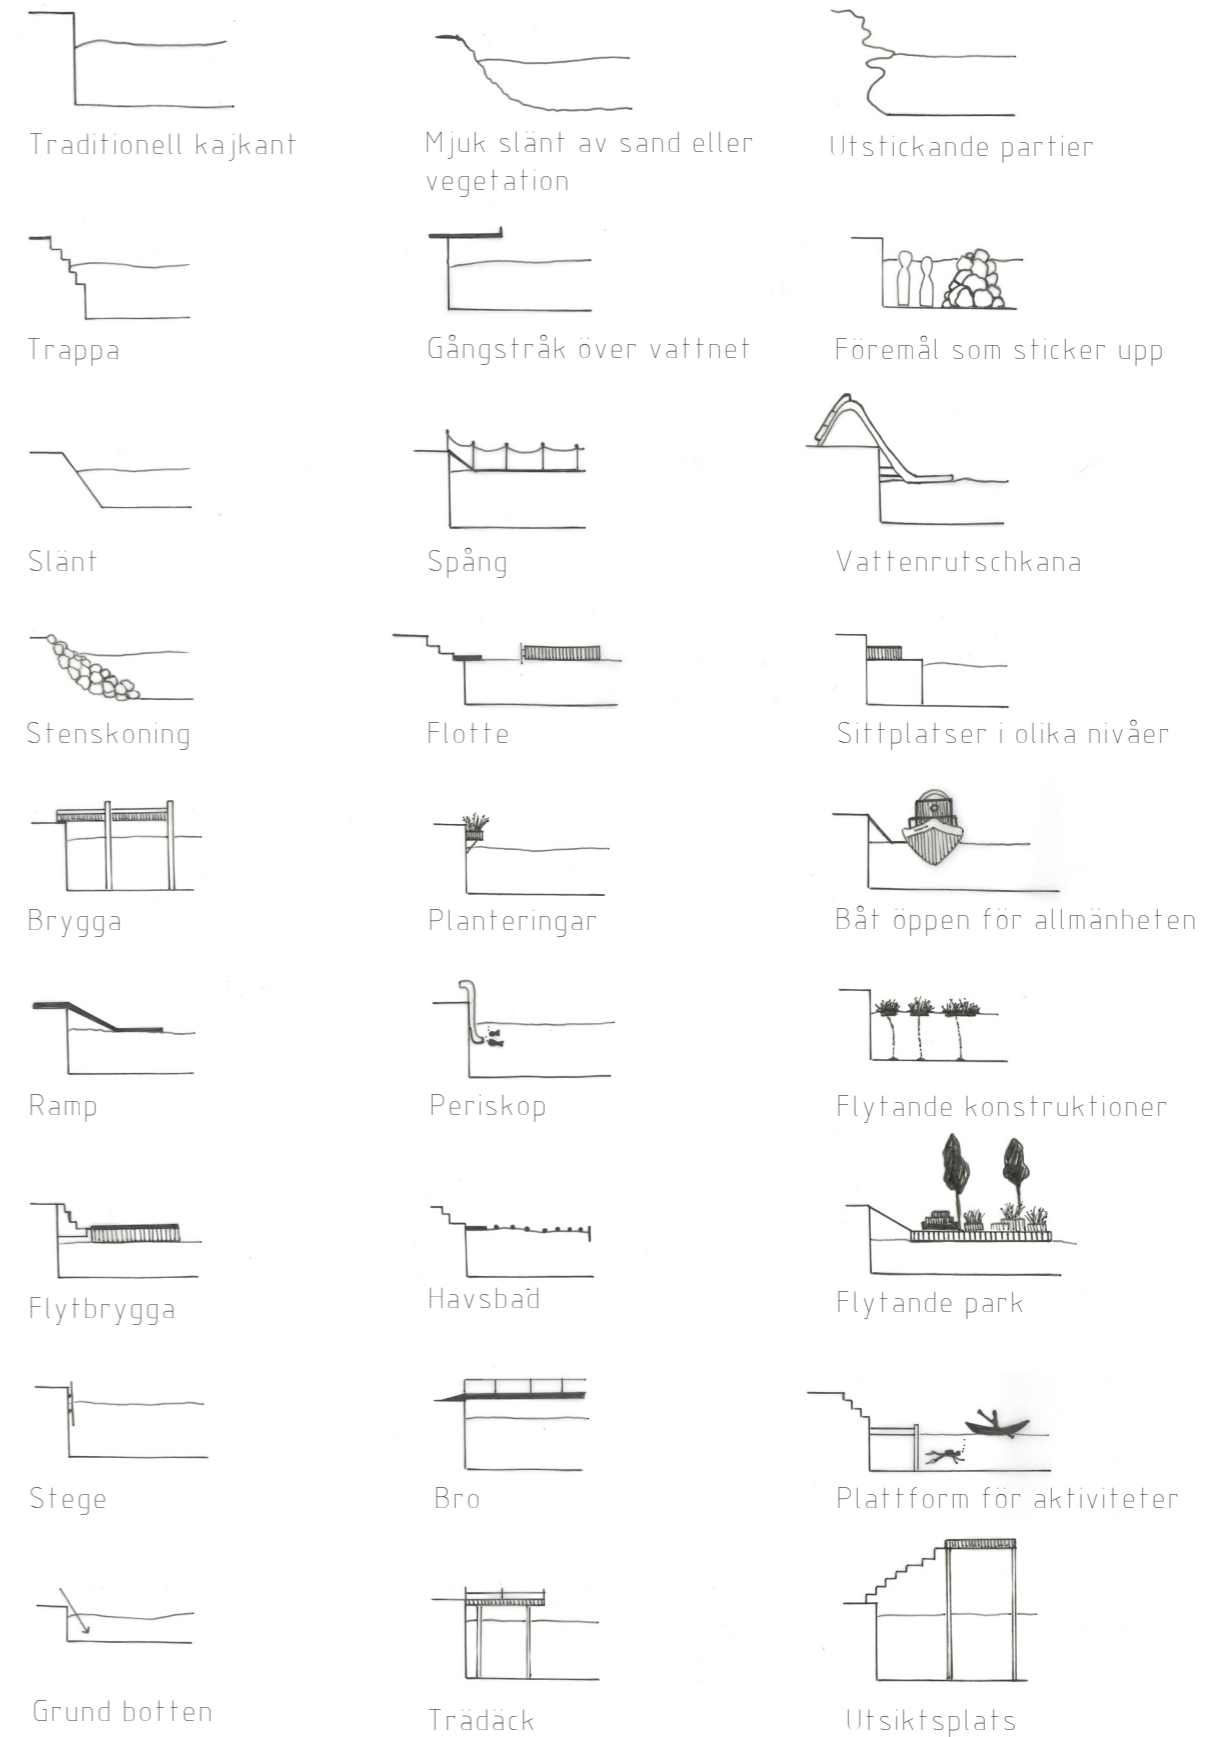 Traditionell kajkant
Mjuk slänt av sand eller
vegetation
Utstickande partier
Trappa
Gångstråk över vattnet
Föremål som sticker upp
Slänt
Spång
Vattenrutschkana
Stenskoning
Flotte
Sittplatser i olika nivåer
Brygga
Planteringar
Båt öppen för allmänheten
Ramp
Periskop
Flytande konstruktioner
Flytbrygga
Havsbad
Flytande park
Stege
Bro
Plattform för aktiviteter
Grund botten
Trädäck
Utsiktsplats